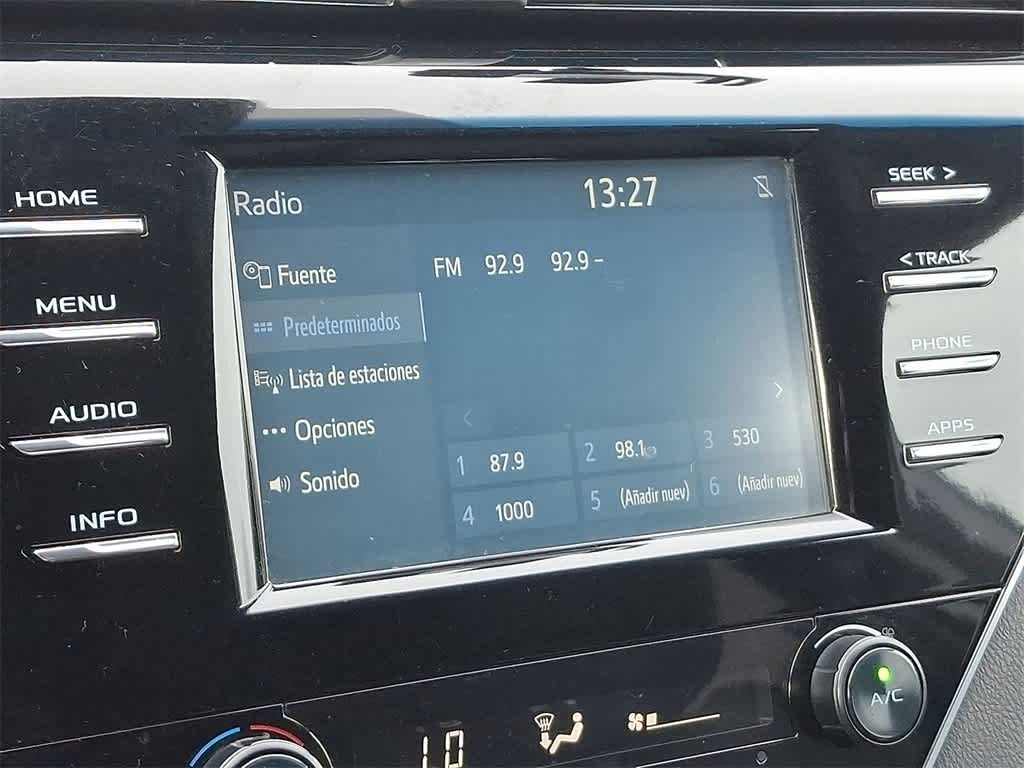 HOME
MENU
AUDIO
INFO
Radio
13:27
Fuente
Predeterminados
Lista de estaciones
Opciones
Sonido
FM 92.9 92.9 -
<
>
1 87.9
2 98.1
3 530
4 1000
5 (Añadir nuev)
6 (Añadir nuev)
SEEK >
< TRACK
PHONE
APPS
A/C